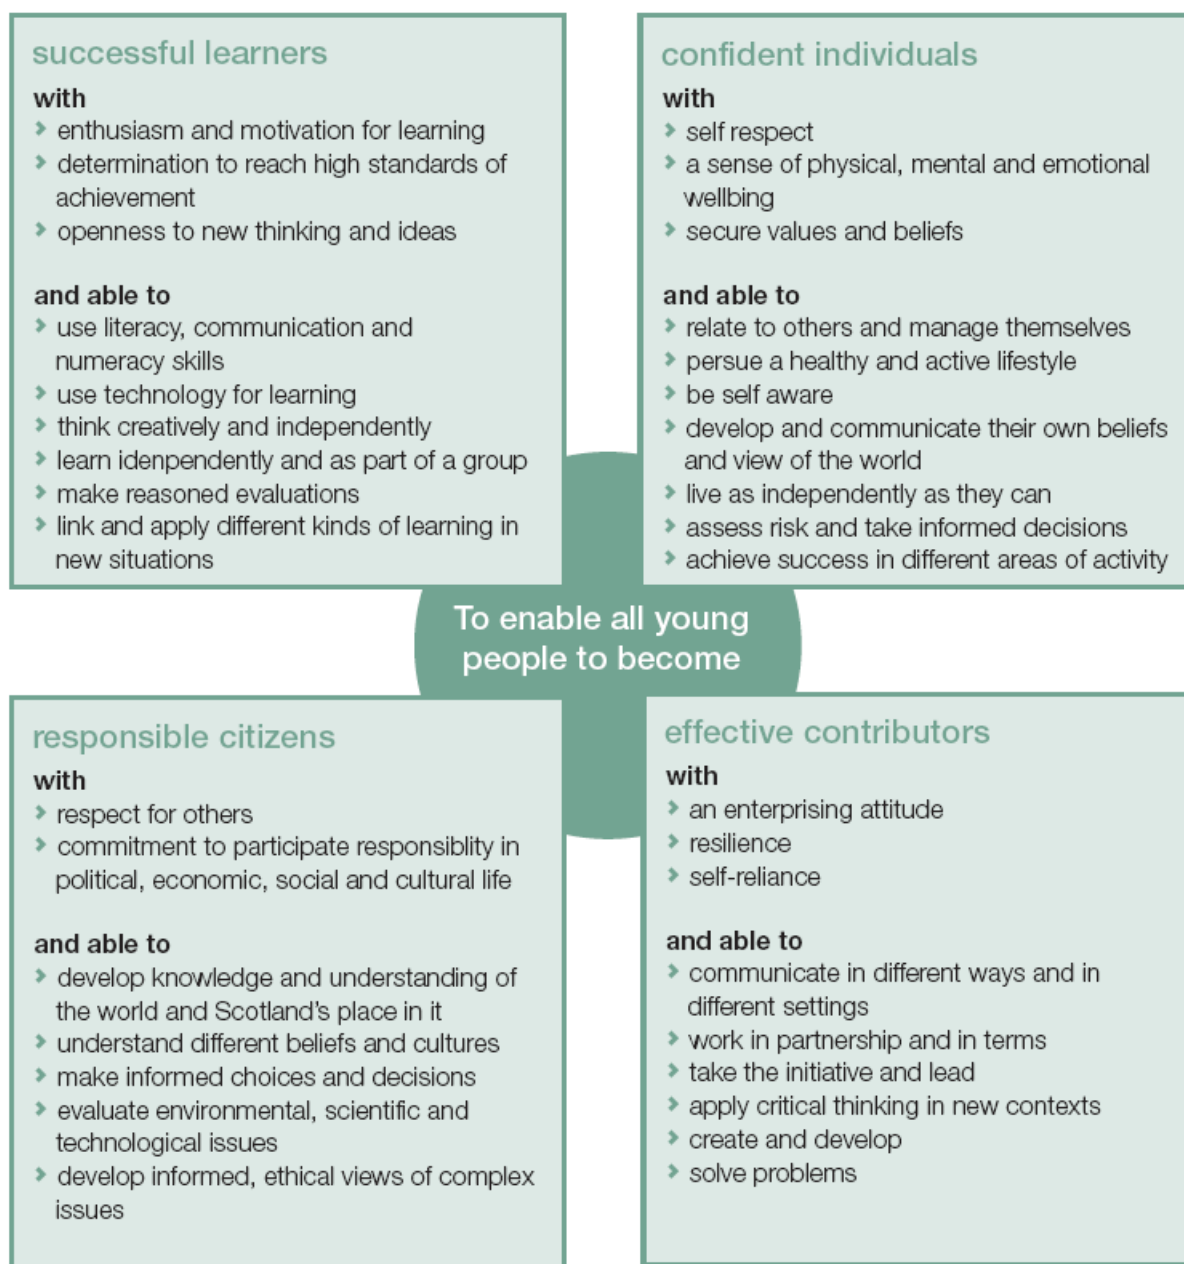 successful learners
with
› enthusiasm and motivation for learning
› determination to reach high standards of
achievement
› openness to new thinking and ideas
and able to
› use literacy, communication and
numeracy skills
› use technology for learning
› think creatively and independently
› learn idenpendently and as part of a group
› make reasoned evaluations
› link and apply different kinds of learning in
new situations
confident individuals
with
› self respect
› a sense of physical, mental and emotional
wellbing
› secure values and beliefs
and able to
› relate to others and manage themselves
› persue a healthy and active lifestyle
› be self aware
› develop and communicate their own beliefs
and view of the world
› live as independently as they can
› assess risk and take informed decisions
› achieve success in different areas of activity
To enable all young
people to become
responsible citizens
with
› respect for others
› commitment to participate responsiblity in
political, economic, social and cultural life
and able to
› develop knowledge and understanding of
the world and Scotland's place in it
› understand different beliefs and cultures
› make informed choices and decisions
› evaluate environmental, scientific and
technological issues
› develop informed, ethical views of complex
issues
effective contributors
with
› an enterprising attitude
› resilience
› self-reliance
and able to
› communicate in different ways and in
different settings
› work in partnership and in terms
› take the initiative and lead
› apply critical thinking in new contexts
› create and develop
› solve problems